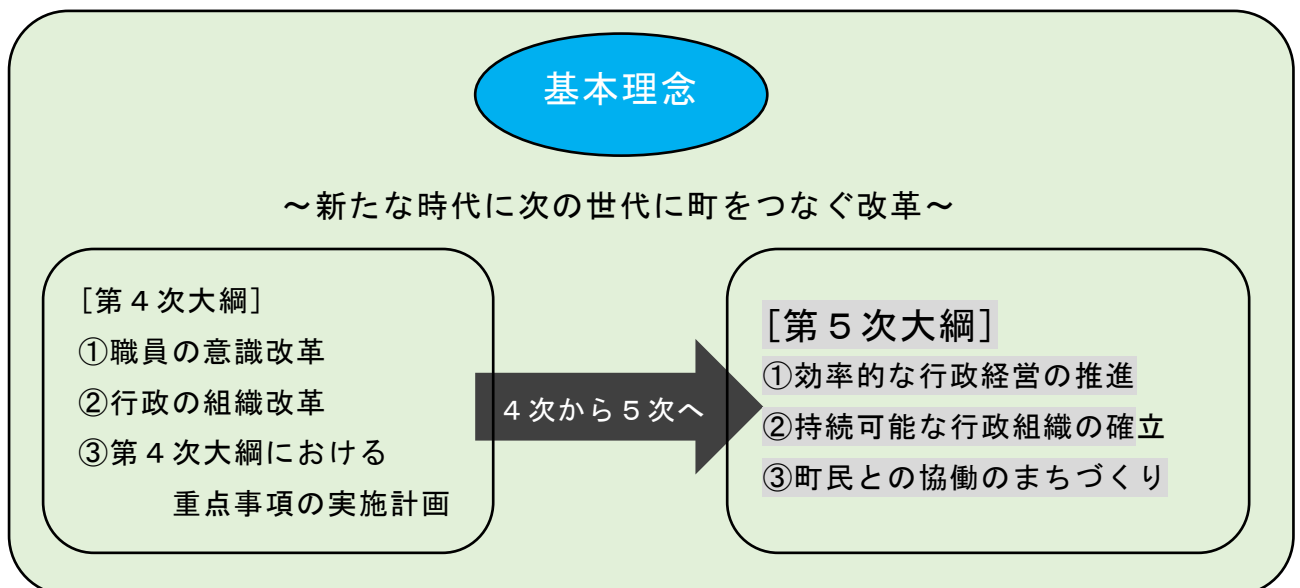 基本理念
～新たな時代に次の世代に町をつなぐ改革～
［第４次大綱］
①職員の意識改革
②行政の組織改革
③第４次大綱における
重点事項の実施計画
４次から５次へ
［第５次大綱］
①効率的な行政経営の推進
②持続可能な行政組織の確立
③町民との協働のまちづくり